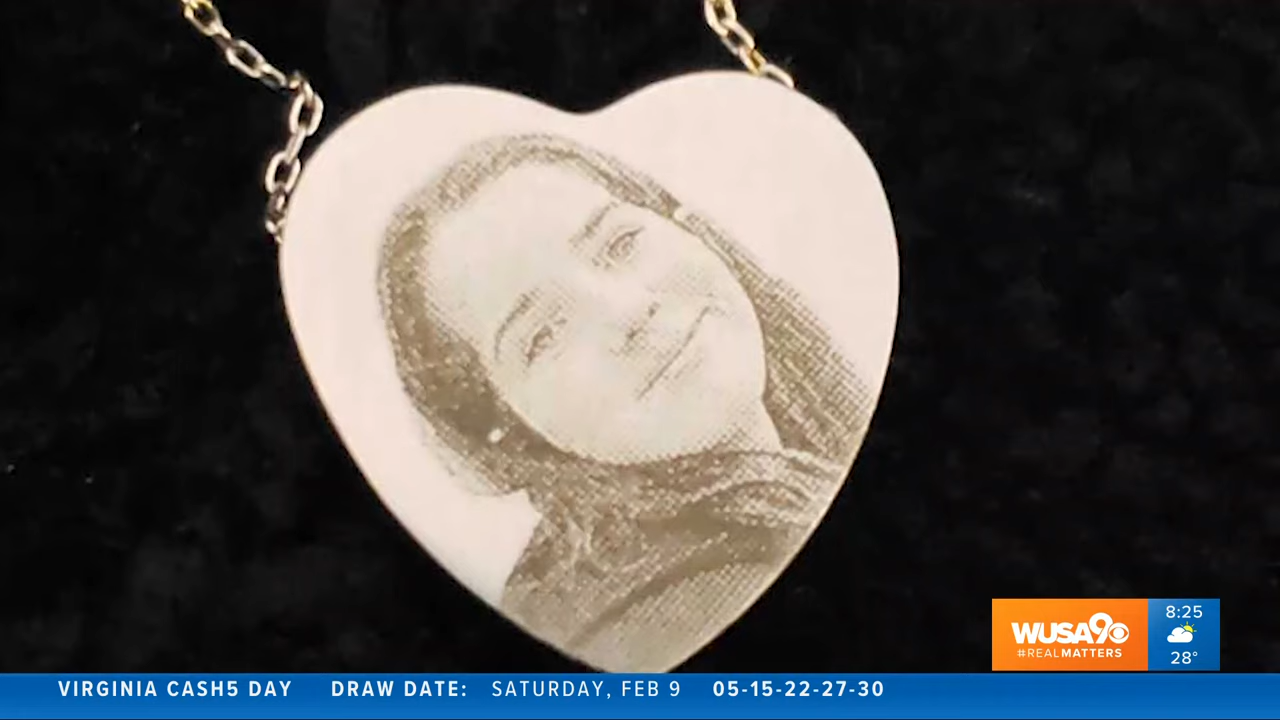 8:25
WUSA9
#REALMATTERS
28°
VIRGINIA CASH5 DAY DRAW DATE: SATURDAY, FEB 9 05-15-22-27-30